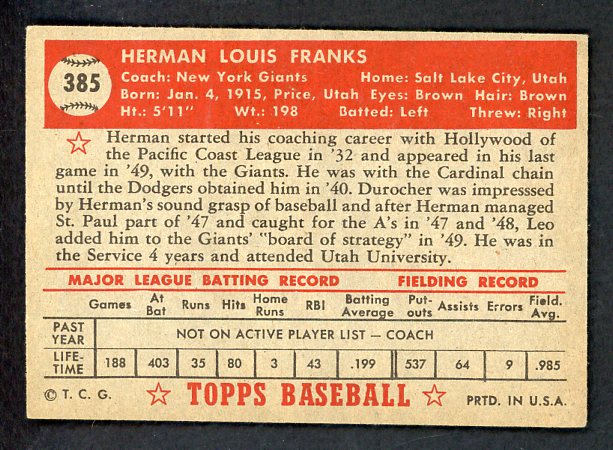 385
HERMAN LOUIS FRANKS
Coach: New York Giants Home: Salt Lake City, Utah
Born: Jan. 4, 1915, Price, Utah Eyes: Brown Hair: Brown
Ht.: 5'11" Wt.: 198 Batted: Left Threw: Right
Herman started his coaching career with Hollywood of
the Pacific Coast League in '32 and appeared in his last
game in '49, with the Giants. He was with the Cardinal chain
until the Dodgers obtained him in '40. Durocher was impresssed
by Herman's sound grasp of baseball and after Herman managed
St. Paul part of '47 and caught for the A's in '47 and '48, Leo
added him to the Giants' "board of strategy" in '49. He was in
the Service 4 years and attended Utah University.
MAJOR LEAGUE BATTING RECORD FIELDING RECORD
Games At Bat Runs Hits Home Runs RBI Batting Average Put-outs Assists Errors Field. Avg.
PAST YEAR NOT ON ACTIVE PLAYER LIST — COACH
LIFE-TIME 188 403 35 80 3 43 .199 537 64 9 .985
© T. C. G. TOPPS BASEBALL PRTD. IN U.S.A.